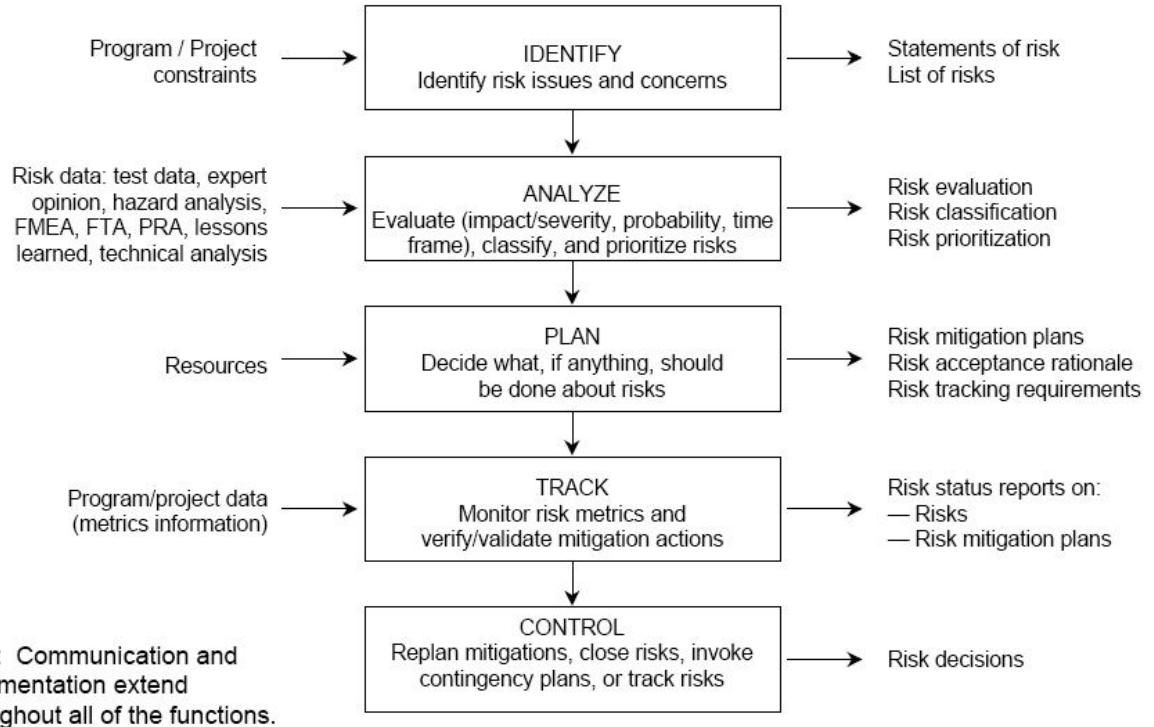 Program / Project
constraints
IDENTIFY
Identify risk issues and concerns
Statements of risk
List of risks
Risk data: test data, expert
opinion, hazard analysis,
FMEA, FTA, PRA, lessons
learned, technical analysis
ANALYZE
Evaluate (impact/severity, probability, time
frame), classify, and prioritize risks
Risk evaluation
Risk classification
Risk prioritization
Resources
PLAN
Decide what, if anything, should
be done about risks
Risk mitigation plans
Risk acceptance rationale
Risk tracking requirements
Program/project data
(metrics information)
TRACK
Monitor risk metrics and
verify/validate mitigation actions
Risk status reports on:
— Risks
— Risk mitigation plans
CONTROL
Replan mitigations, close risks, invoke
contingency plans, or track risks
Risk decisions
Communication and
extend
all of the functions.